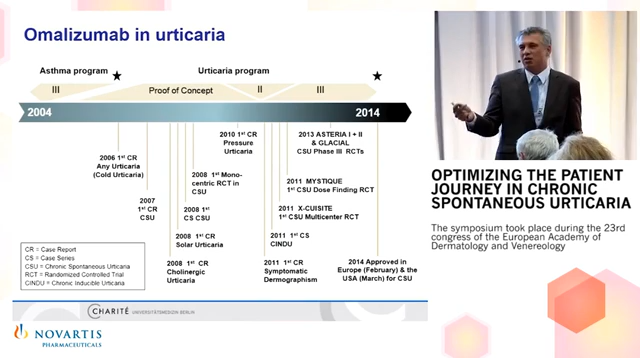 Omalizumab in urticaria
Asthma program
Urticaria program
III
Proof of Concept
II
III
2004
2014
2006 1st CR
Any Urticaria
(Cold Urticaria)
2007
1st CR
CSU
2008 1st CR
Cholinergic
Urticaria
2008 1st CR
Solar Urticaria
2008 1st
CS CSU
2008 1st Mono-
centric RCT in
CSU
2010 1st CR
Pressure
Urticaria
2011 1st CR
Symptomatic
Dermographism
2011 1st CS
CINDU
2011 X-CUISITE
1st CSU Multicenter RCT
2011 MYSTIQUE
1st CSU Dose Finding RCT
2013 ASTERIA I + II
& GLACIAL
CSU Phase III RCTs
2014 Approved in
Europe (February) & the
USA (March) for CSU
CR = Case Report
CS = Case Series
CSU = Chronic Spontaneous Urticaria
RCT = Randomized Controlled Trial
CINDU = Chronic Inducible Urticaria
CHARITÉ UNIVERSITÄTSMEDIZIN BERLIN
NOVARTIS
PHARMACEUTICALS
OPTIMIZING THE PATIENT
JOURNEY IN CHRONIC
SPONTANEOUS URTICARIA
The symposium took place during the 23rd
congress of the European Academy of
Dermatology and Venereology